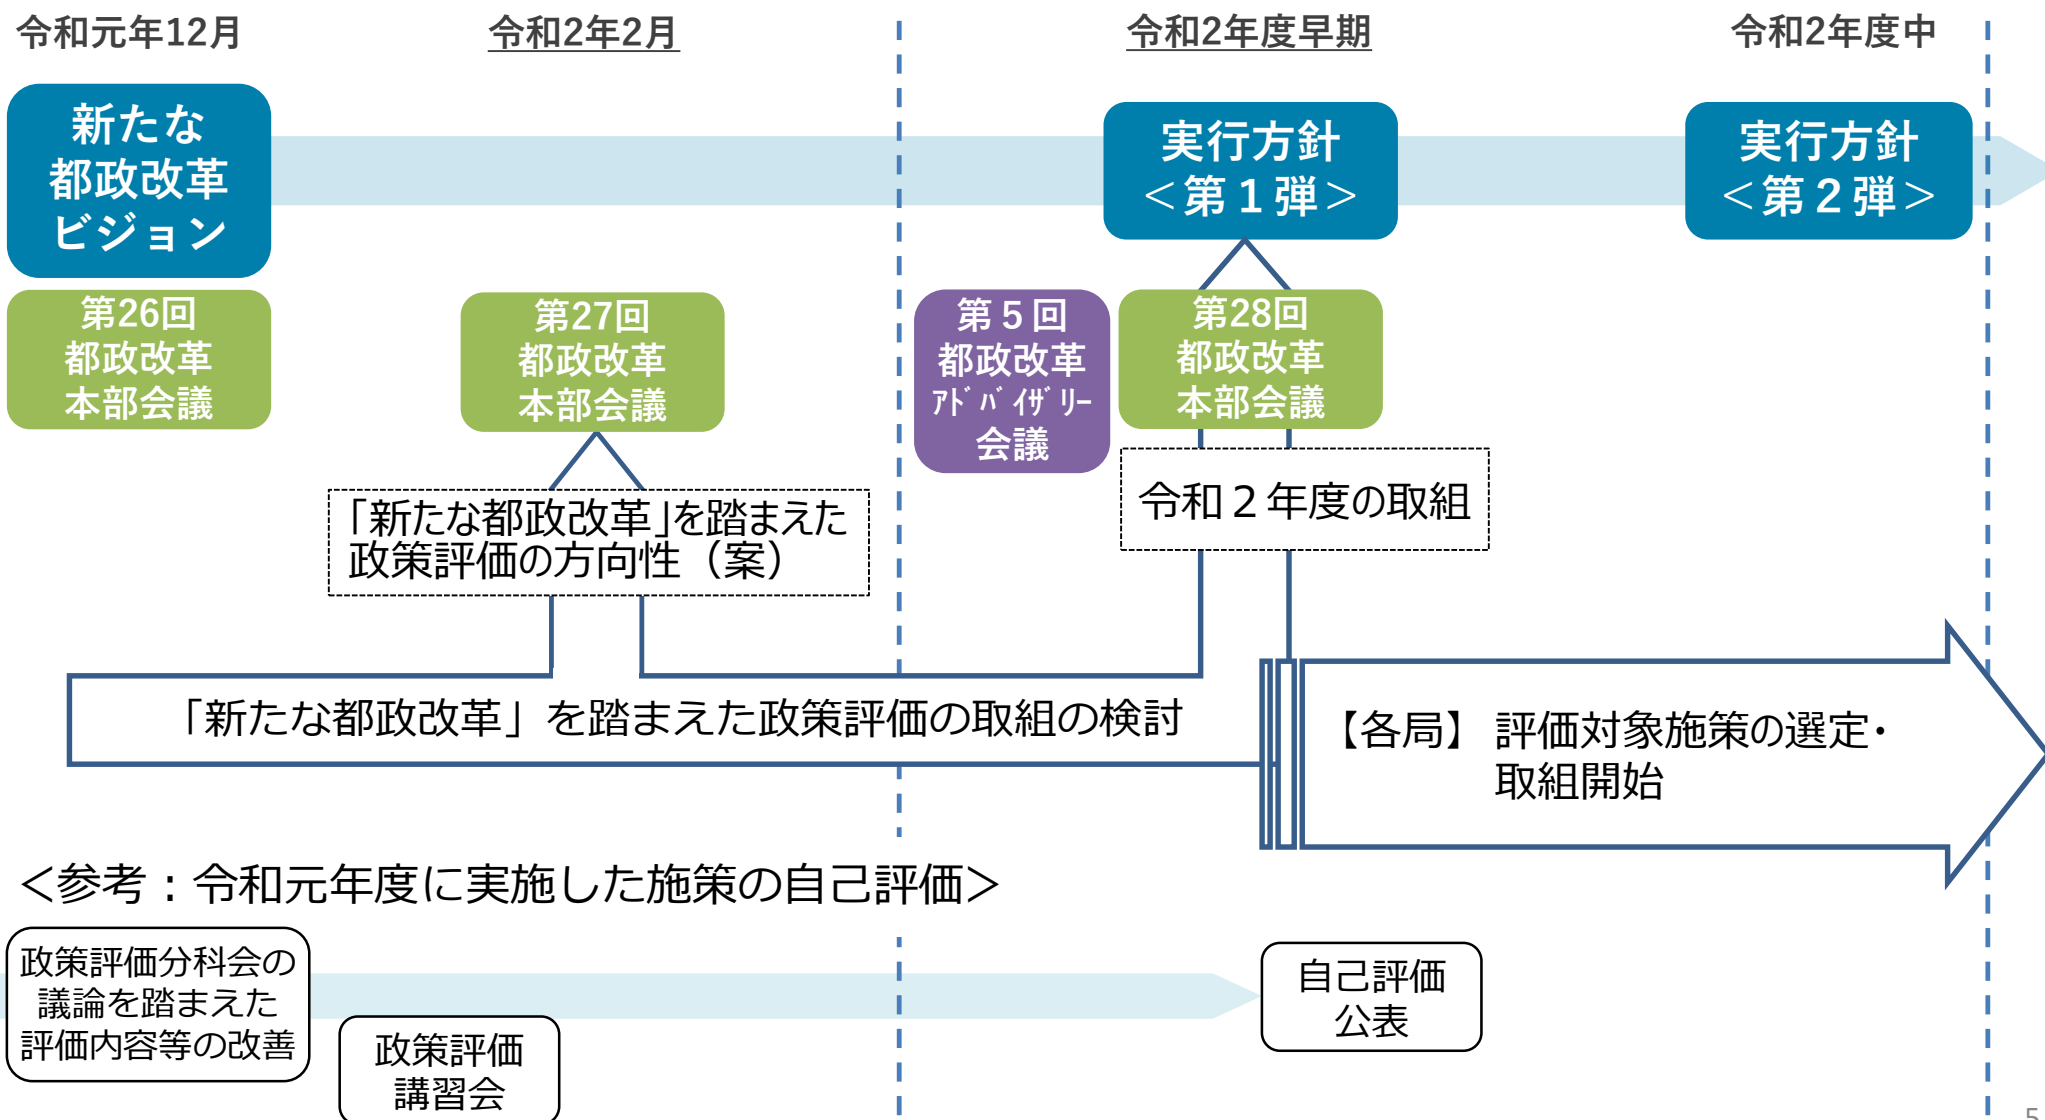 令和元年12月
令和2年2月
令和2年度早期
令和2年度中
新たな
都政改革
ビジョン
実行方針
＜第１弾＞
実行方針
＜第２弾＞
第26回
都政改革
本部会議
第27回
都政改革
本部会議
第５回
都政改革
ｱﾄﾞﾊﾞｲｻﾞﾘｰ
会議
第28回
都政改革
本部会議
「新たな都政改革」を踏まえた
政策評価の方向性（案）
令和２年度の取組
「新たな都政改革」を踏まえた政策評価の取組の検討
【各局】 評価対象施策の選定・
取組開始
＜参考：令和元年度に実施した施策の自己評価＞
政策評価分科会の
議論を踏まえた
評価内容等の改善
政策評価
講習会
自己評価
公表
5